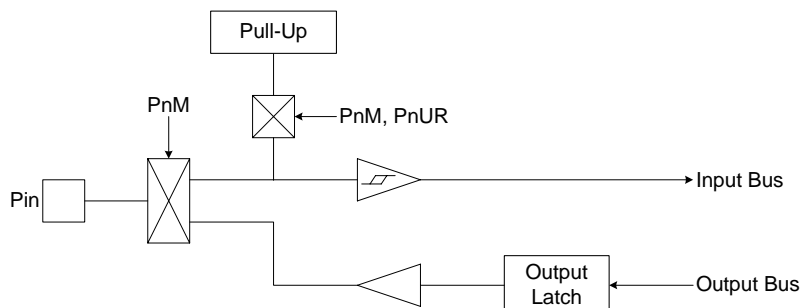 Pull-Up
PnM
PnM, PnUR
Pin
Input Bus
Output
Latch
Output Bus